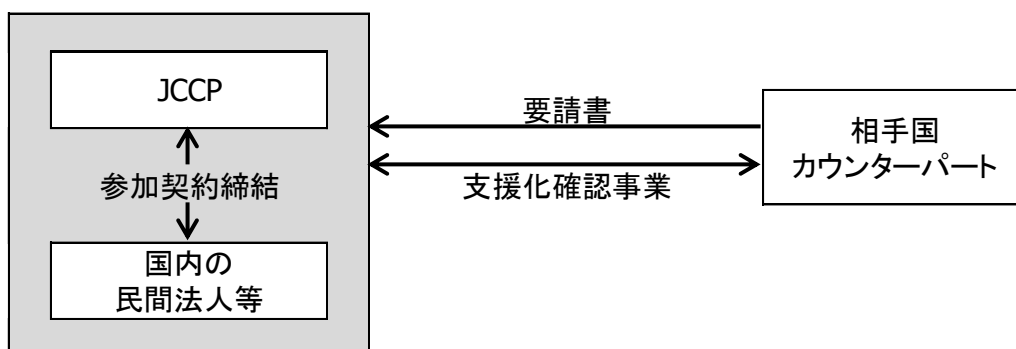 JCCP
参加契約締結
国内の
民間法人等
要請書
支援化確認事業
相手国
カウンターパート